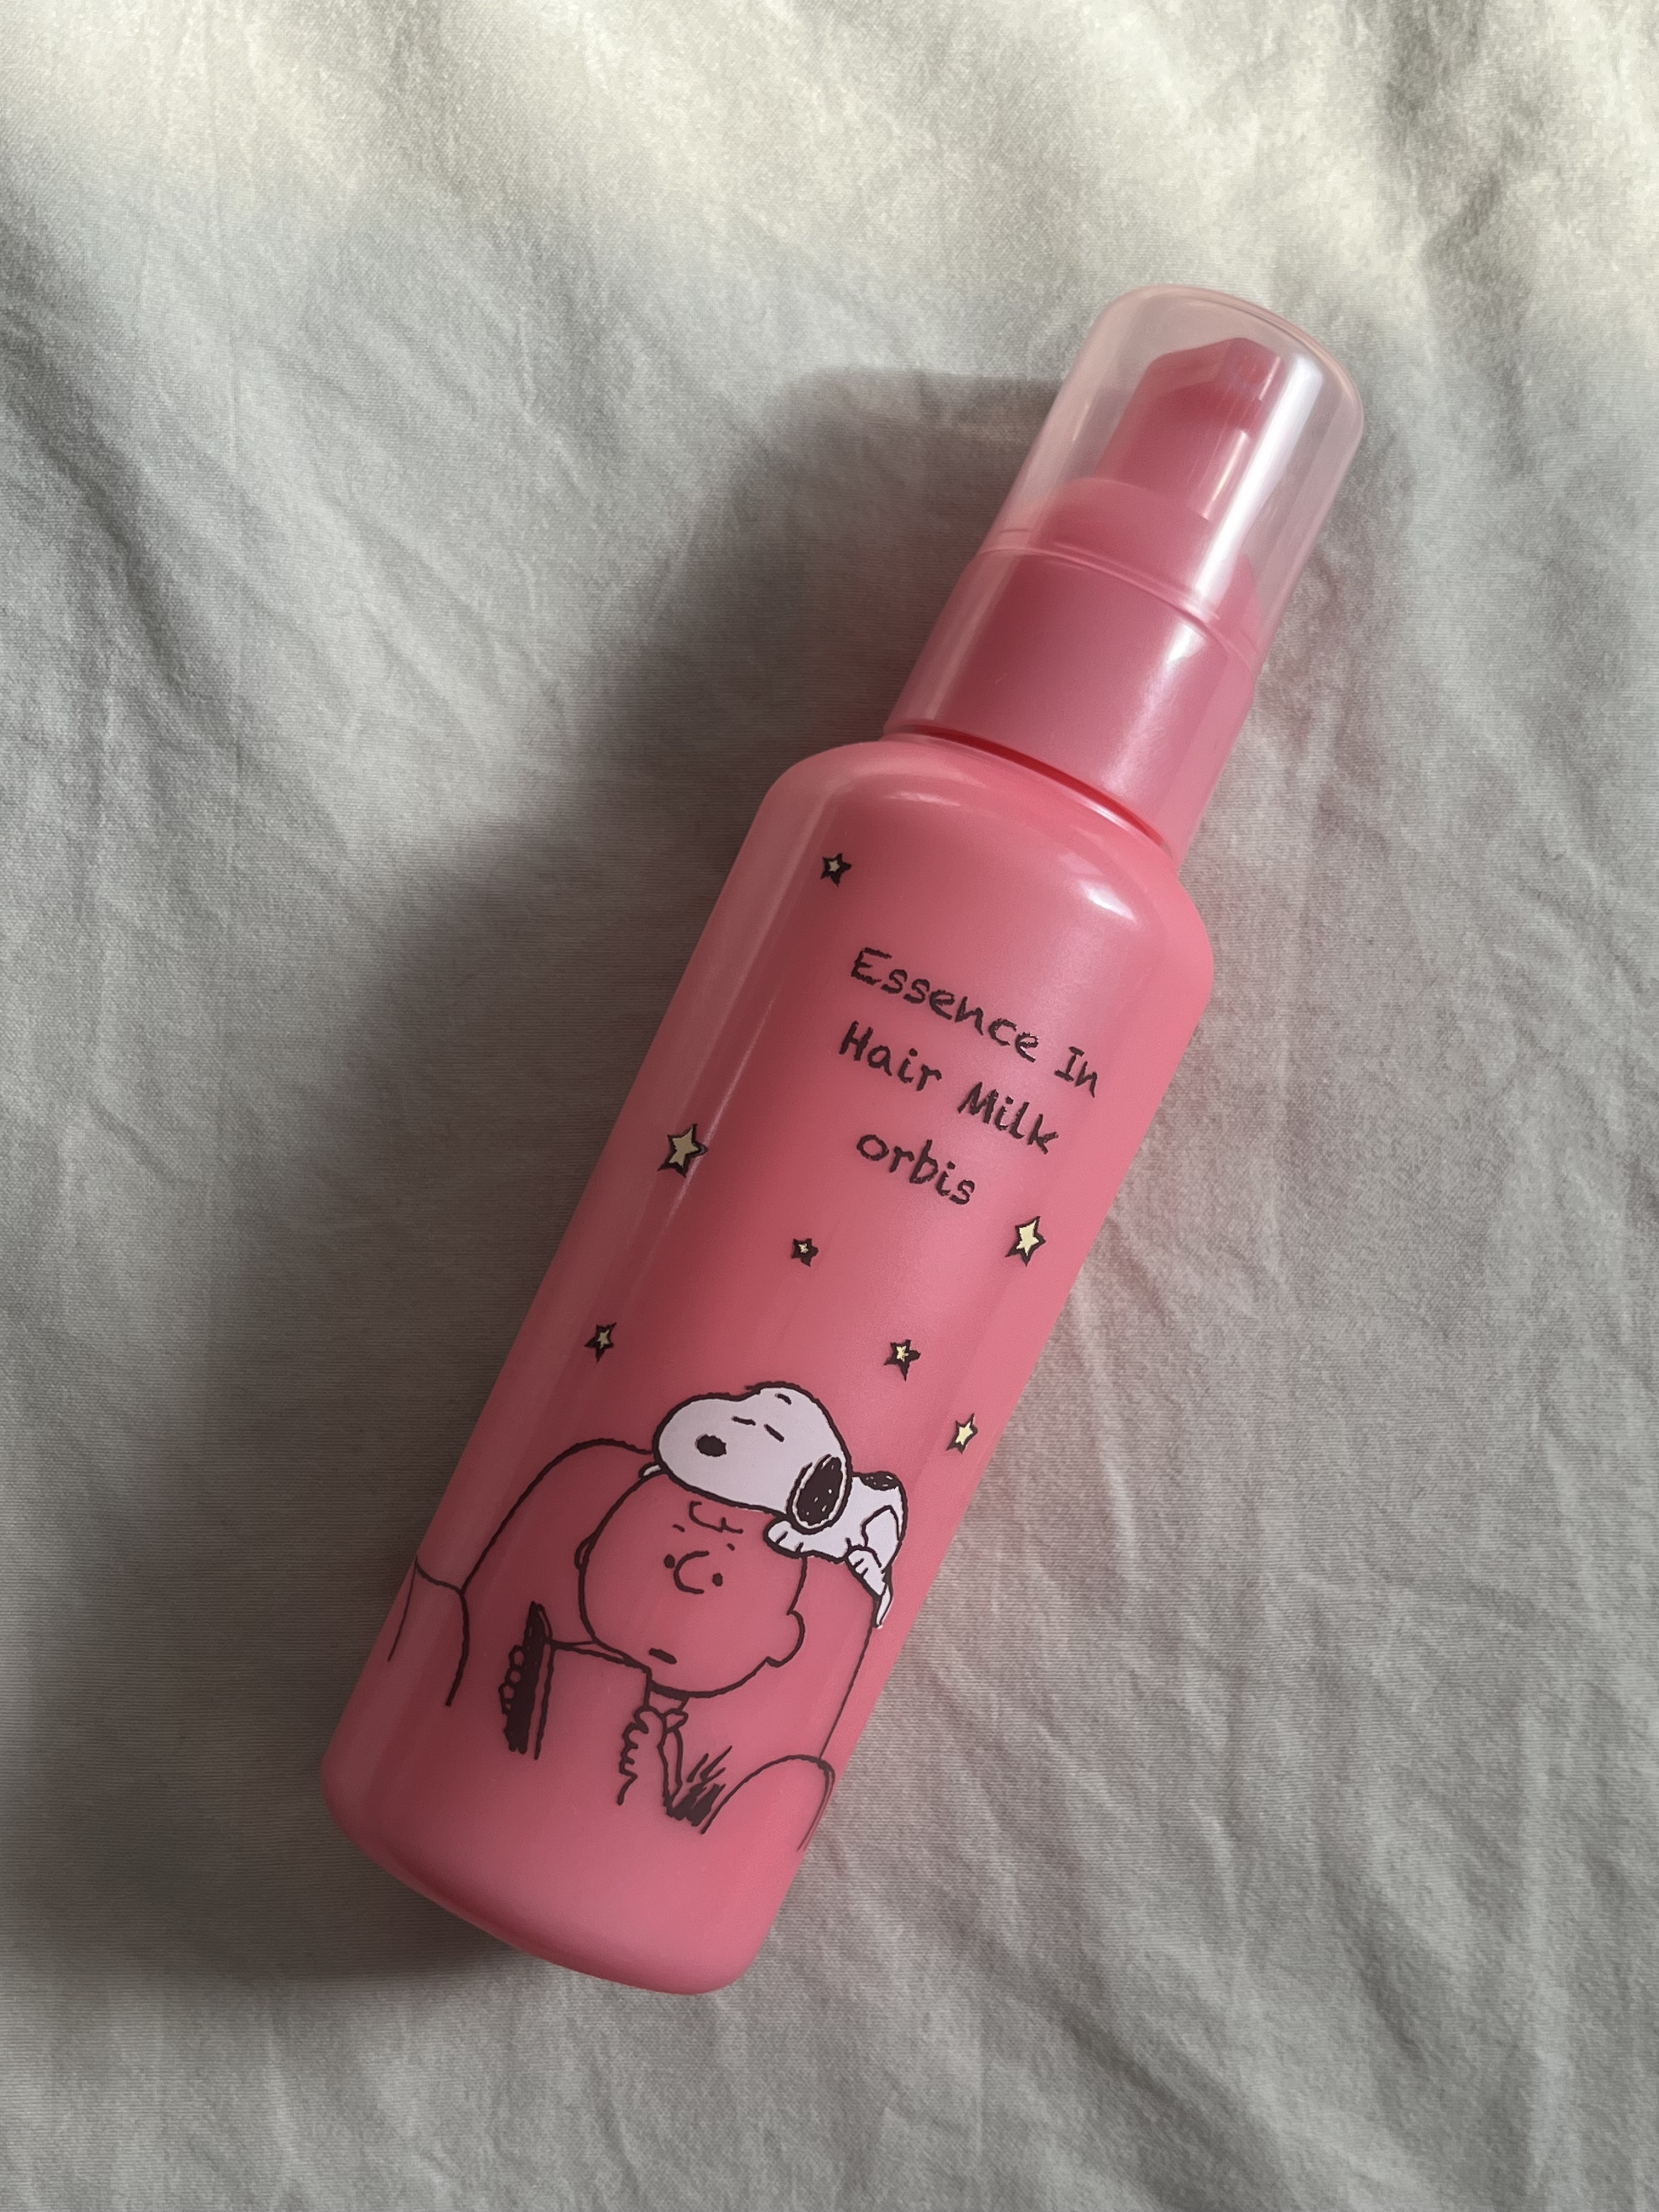 Essence In
Hair Milk
orbis